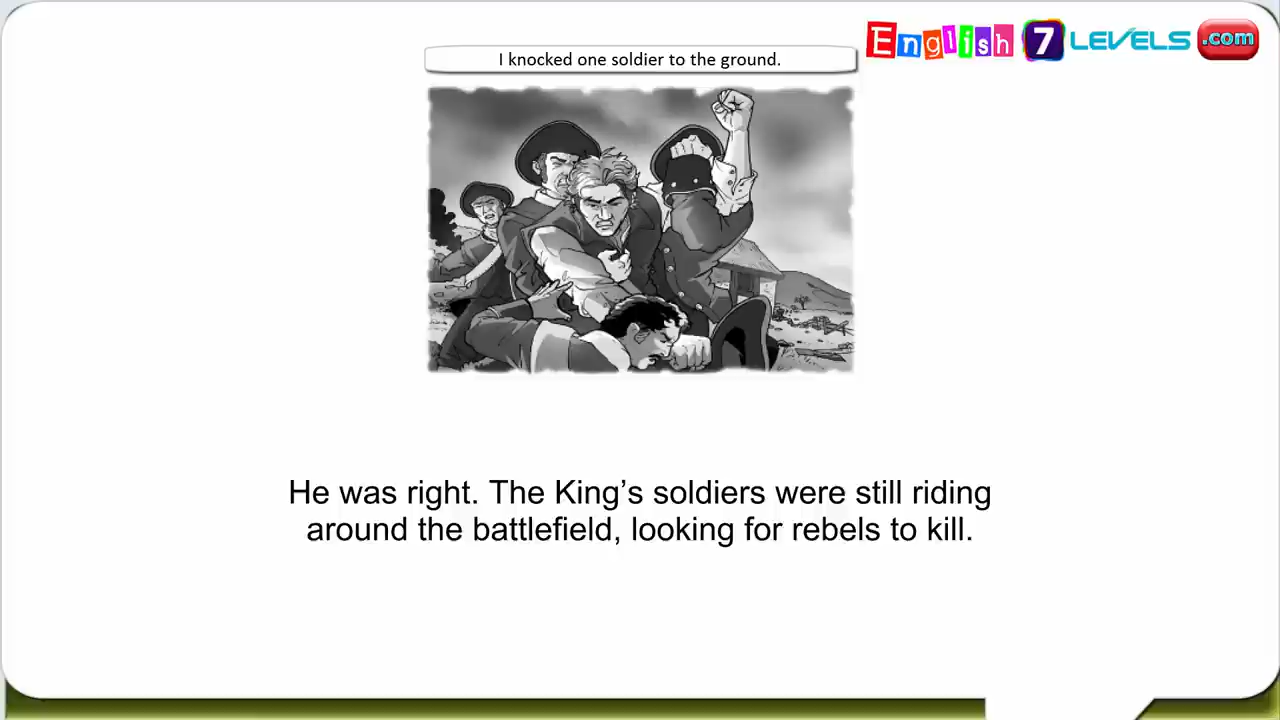 English 7 LEVELS .com
I knocked one soldier to the ground.
He was right. The King’s soldiers were still riding
around the battlefield, looking for rebels to kill.